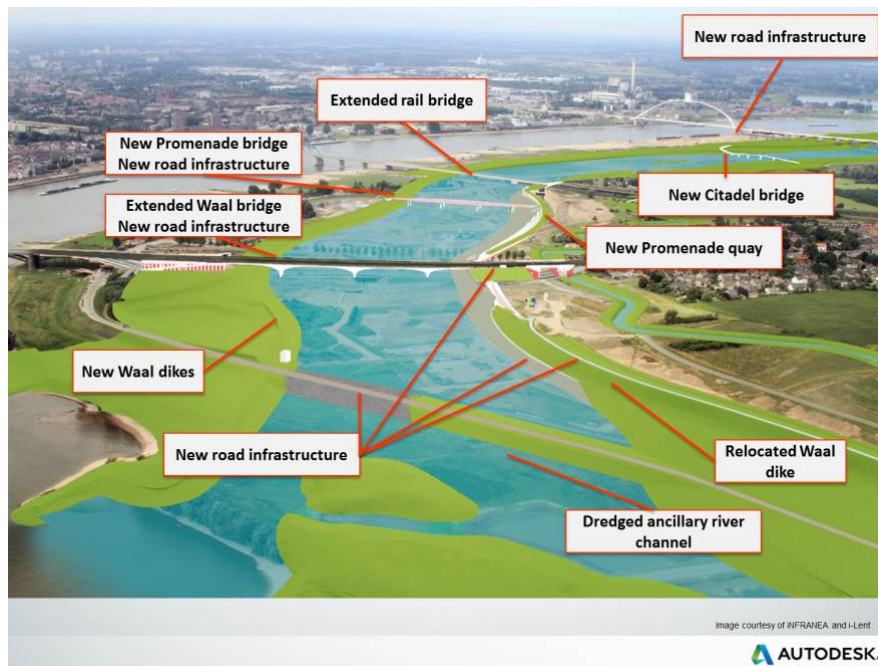 New road infrastructure
Extended rail bridge
New Promenade bridge
New road infrastructure
New Citadel bridge
Extended Waal bridge
New road infrastructure
New Promenade quay
New Waal dikes
New road infrastructure
Relocated Waal
dike
Dredged ancillary river
channel
Image courtesy of iNFRANEA and i-Lent
AUTODESK.